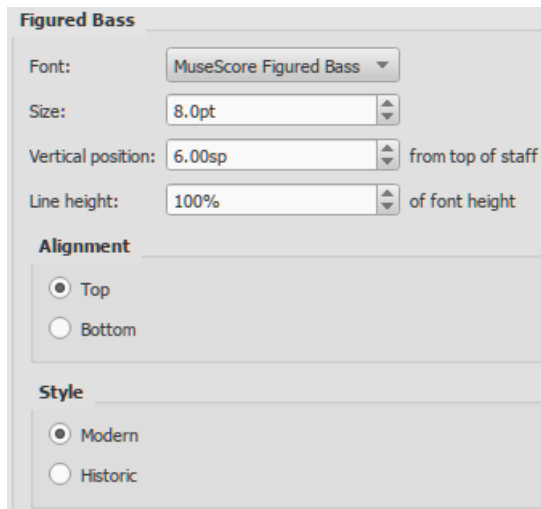 Figured Bass
Font: MuseScore Figured Bass
Size: 8.0pt
Vertical position: 6.00sp from top of staff
Line height: 100% of font height
Alignment
Top
Bottom
Style
Modern
Historic